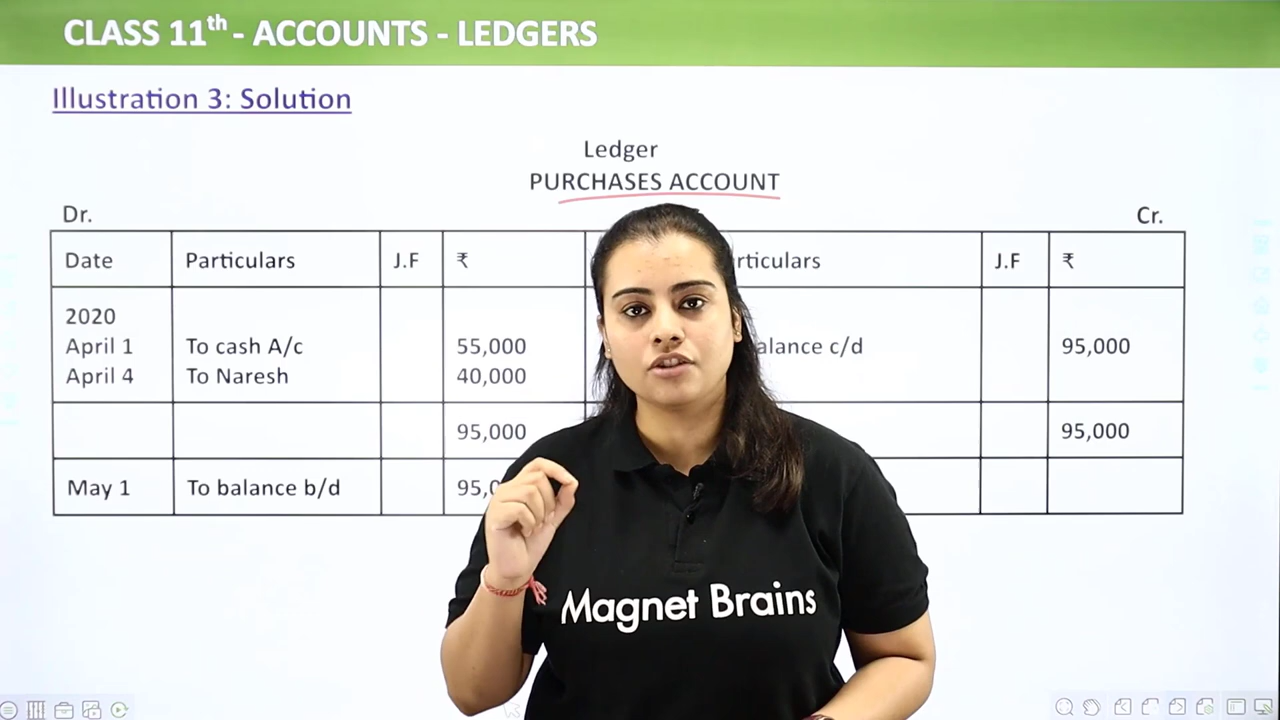 CLASS 11th - ACCOUNTS - LEDGERS
Illustration 3: Solution
Ledger
PURCHASES ACCOUNT
Dr. Cr.
Date Particulars J.F ₹ J.F ₹
2020
April 1 To cash A/c 55,000 c/d 95,000
April 4 To Naresh 40,000
95,000 95,000
May 1 To balance b/d
Magnet Brains